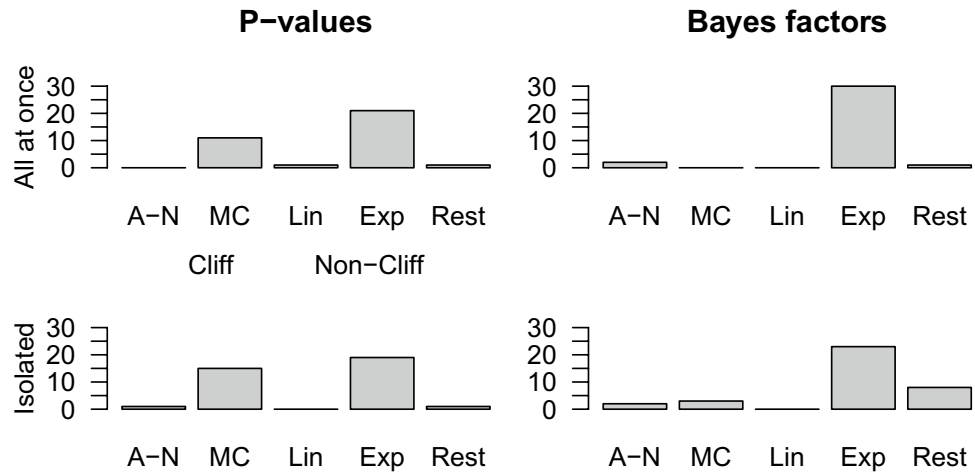 P−values
Bayes factors
All at once
30
20
10
0
30
20
10
0
A−N MC Lin Exp Rest
A−N MC Lin Exp Rest
Cliff Non−Cliff
Isolated
30
20
10
0
30
20
10
0
A−N MC Lin Exp Rest
A−N MC Lin Exp Rest